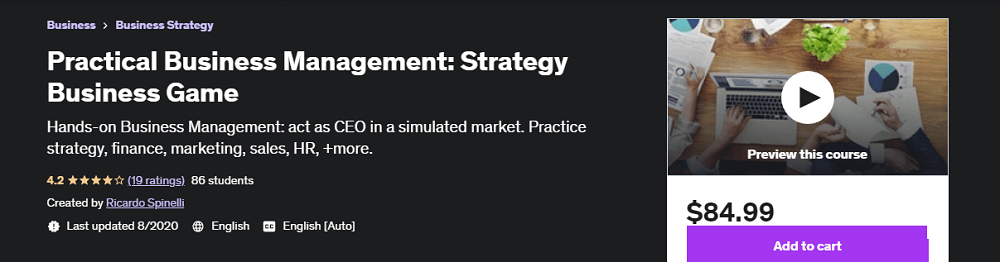 Business > Business Strategy
Practical Business Management: Strategy
Business Game
Hands-on Business Management: act as CEO in a simulated market. Practice
strategy, finance, marketing, sales, HR, +more.
4.2 ★★★★☆ (19 ratings) 86 students
Created by Ricardo Spinelli
Last updated 8/2020 English English [Auto]
Preview this course
$84.99
Add to cart